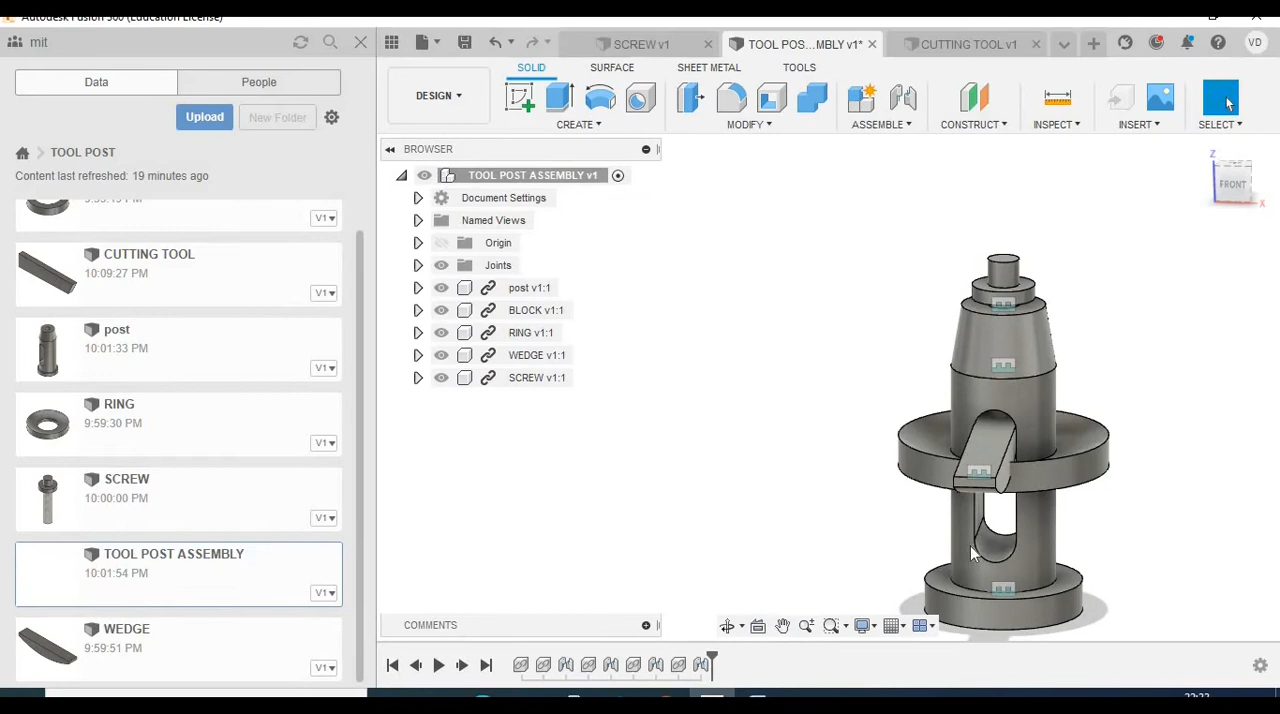 Autodesk Fusion 360 (Education License)
mit
SCREW v1
TOOL POS...MBLY v1*
CUTTING TOOL v1
VD
Data
People
Upload
New Folder
DESIGN
SOLID
SURFACE
SHEET METAL
TOOLS
CREATE
MODIFY
ASSEMBLE
CONSTRUCT
INSPECT
INSERT
SELECT
TOOL POST
Content last refreshed: 19 minutes ago
V1
CUTTING TOOL
10:09:27 PM
V1
post
10:01:33 PM
V1
RING
9:59:30 PM
V1
SCREW
10:00:00 PM
V1
TOOL POST ASSEMBLY
10:01:54 PM
V1
WEDGE
9:59:51 PM
V1
BROWSER
TOOL POST ASSEMBLY v1
Document Settings
Named Views
Origin
Joints
post v1:1
BLOCK v1:1
RING v1:1
WEDGE v1:1
SCREW v1:1
Z
FRONT
X
COMMENTS